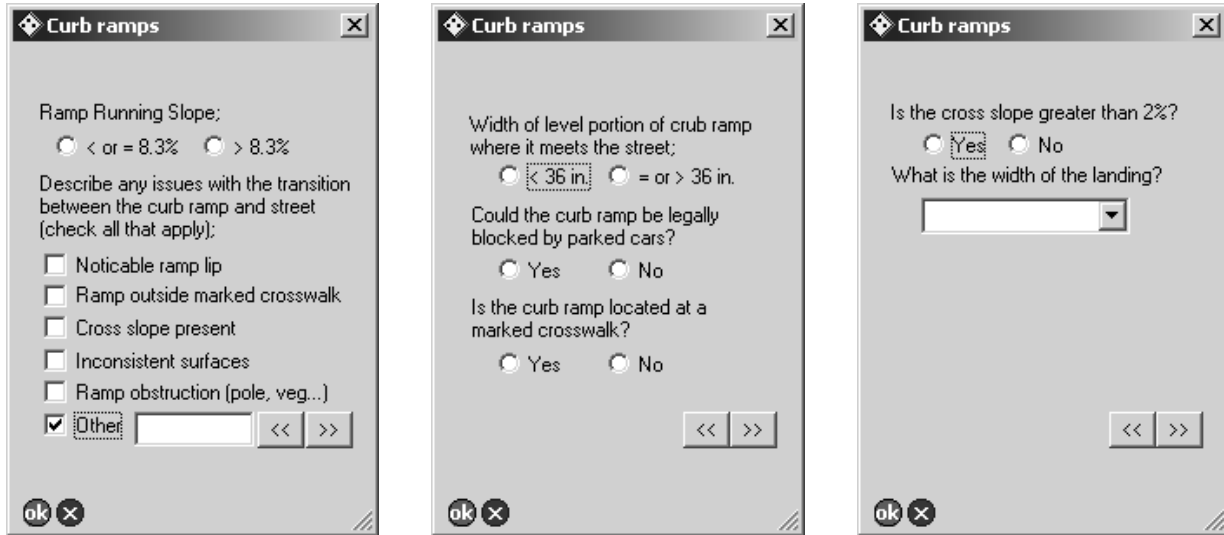 Curb ramps
Ramp Running Slope;
< or = 8.3% > 8.3%
Describe any issues with the transition
between the curb ramp and street
(check all that apply);
Noticable ramp lip
Ramp outside marked crosswalk
Cross slope present
Inconsistent surfaces
Ramp obstruction (pole, veg...)
Other << >>
ok
Curb ramps
Width of level portion of crub ramp
where it meets the street;
< 36 in. = or > 36 in.
Could the curb ramp be legally
blocked by parked cars?
Yes No
Is the curb ramp located at a
marked crosswalk?
Yes No
<< >>
ok
Curb ramps
Is the cross slope greater than 2%?
Yes No
What is the width of the landing?
<< >>
ok